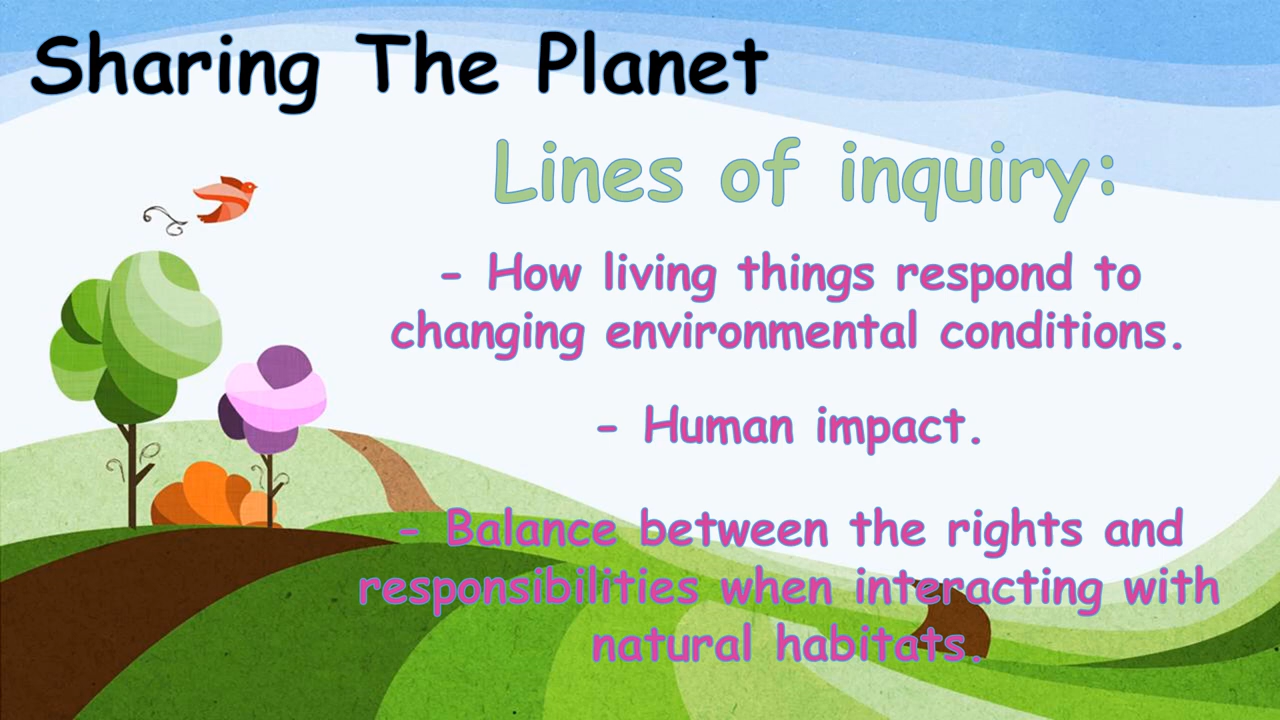 Sharing The Planet
Lines of inquiry:
- How living things respond to
changing environmental conditions.
- Human impact.
- Balance between the rights and
responsibilities when interacting with
natural habitats.